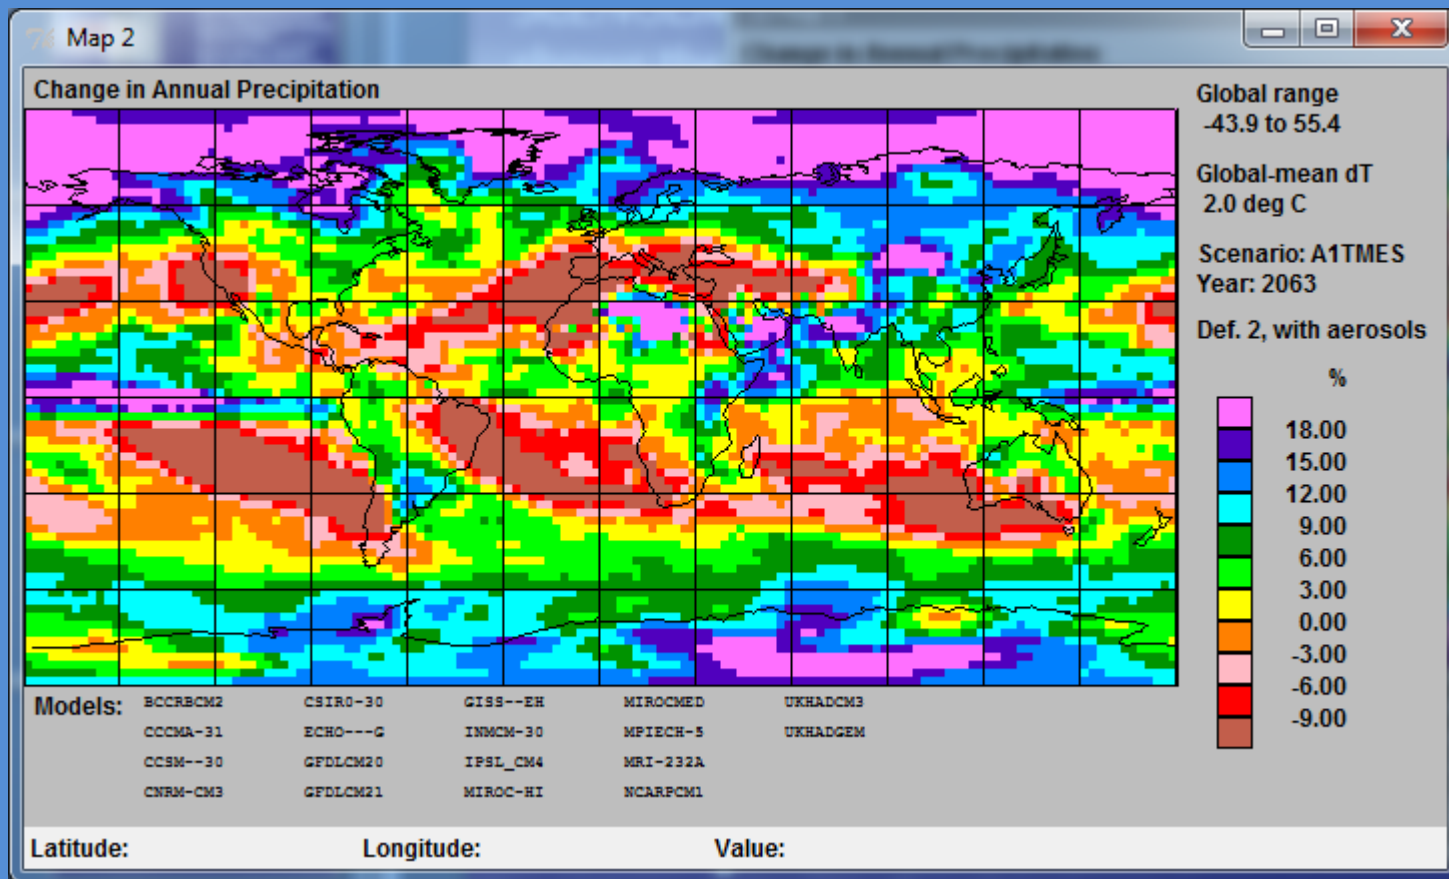 Map 2
Change in Annual Precipitation
Change in Annual Precipitation
Global range
-43.9 to 55.4
Global-mean dT
2.0 deg C
Scenario: A1TMES
Year: 2063
Def. 2, with aerosols
%
18.00
15.00
12.00
9.00
6.00
3.00
0.00
-3.00
-6.00
-9.00
Models: BCCRBCM2 CSIRO-30 GISS--EH MIROCMED UKHADCM3
CCCMA-31 ECHO---G INMCM-30 MPIECH-5 UKHADGEM
CCSM--30 GFDLCM20 IPSL_CM4 MRI-232A
CNRM-CM3 GFDLCM21 MIROC-HI NCARPCM1
Latitude: Longitude: Value: